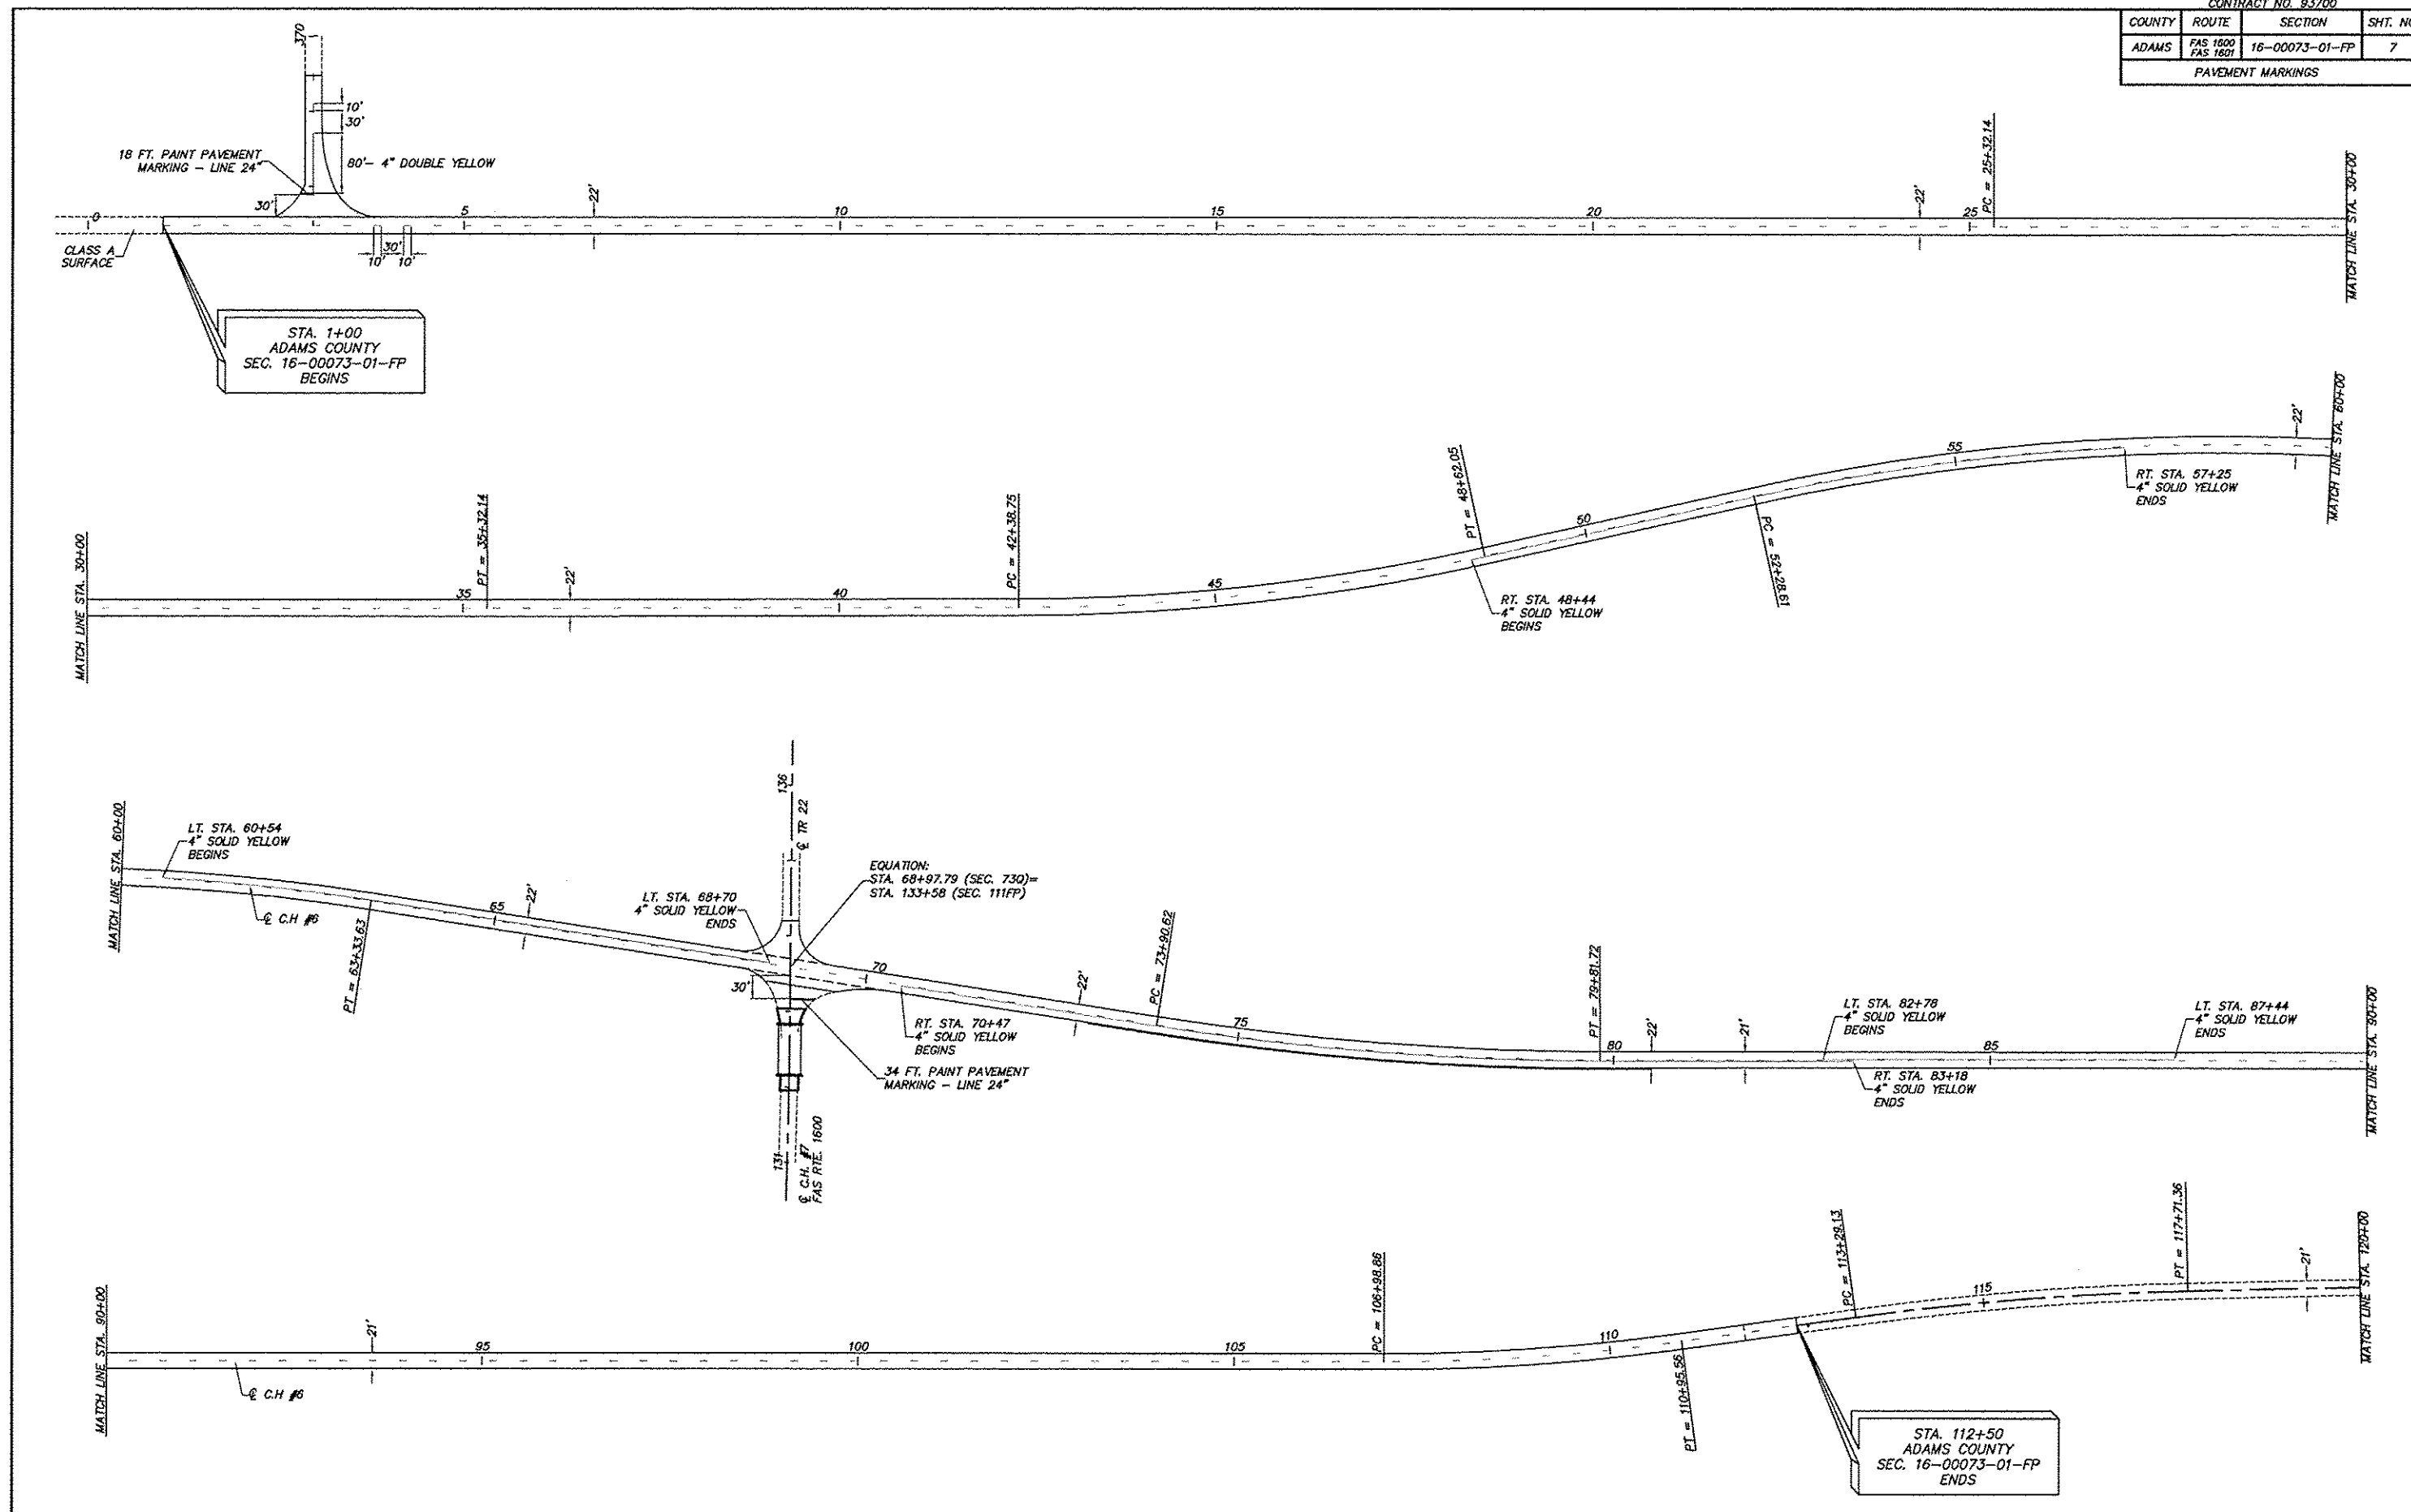 CONTRACT NO. 93700
COUNTY ROUTE SECTION SHT. NO
ADAMS FAS 1600 FAS 1601 16-00073-01-FP 7
PAVEMENT MARKINGS
370
10'
30'
18 FT. PAINT PAVEMENT
MARKING - LINE 24"
80'- 4" DOUBLE YELLOW
30'
0
5
22'
10
15
20
22'
25
PC = 25+32.14
MATCH LINE STA. 30+00
CLASS A
SURFACE
30'
10' 10'
STA. 1+00
ADAMS COUNTY
SEC. 16-00073-01-FP
BEGINS
MATCH LINE STA. 30+00
35
PT = 35+32.14
22'
40
PC = 42+38.75
45
PT = 48+62.05
RT. STA. 48+44
4" SOLID YELLOW
BEGINS
50
PC = 52+28.61
55
RT. STA. 57+25
4" SOLID YELLOW
ENDS
22'
MATCH LINE STA. 60+00
MATCH LINE STA. 60+00
LT. STA. 60+54
4" SOLID YELLOW
BEGINS
℄ C.H #6
PT = 63+33.63
65
22'
LT. STA. 68+70
4" SOLID YELLOW
ENDS
136
℄ TR 22
EQUATION:
STA. 68+97.79 (SEC. 73Q)=
STA. 133+58 (SEC. 111FP)
30'
70
RT. STA. 70+47
4" SOLID YELLOW
BEGINS
34 FT. PAINT PAVEMENT
MARKING - LINE 24"
131
℄ C.H. #7
FAS RTE. 1600
22'
PC = 73+90.62
75
PT = 79+81.72
80
22'
21'
LT. STA. 82+78
4" SOLID YELLOW
BEGINS
RT. STA. 83+18
4" SOLID YELLOW
ENDS
85
LT. STA. 87+44
4" SOLID YELLOW
ENDS
MATCH LINE STA. 90+00
MATCH LINE STA. 90+00
℄ C.H #6
21'
95
100
105
PC = 106+98.86
110
PT = 110+95.56
PC = 113+29.13
115
PT = 117+71.36
21'
MATCH LINE STA. 120+00
STA. 112+50
ADAMS COUNTY
SEC. 16-00073-01-FP
ENDS